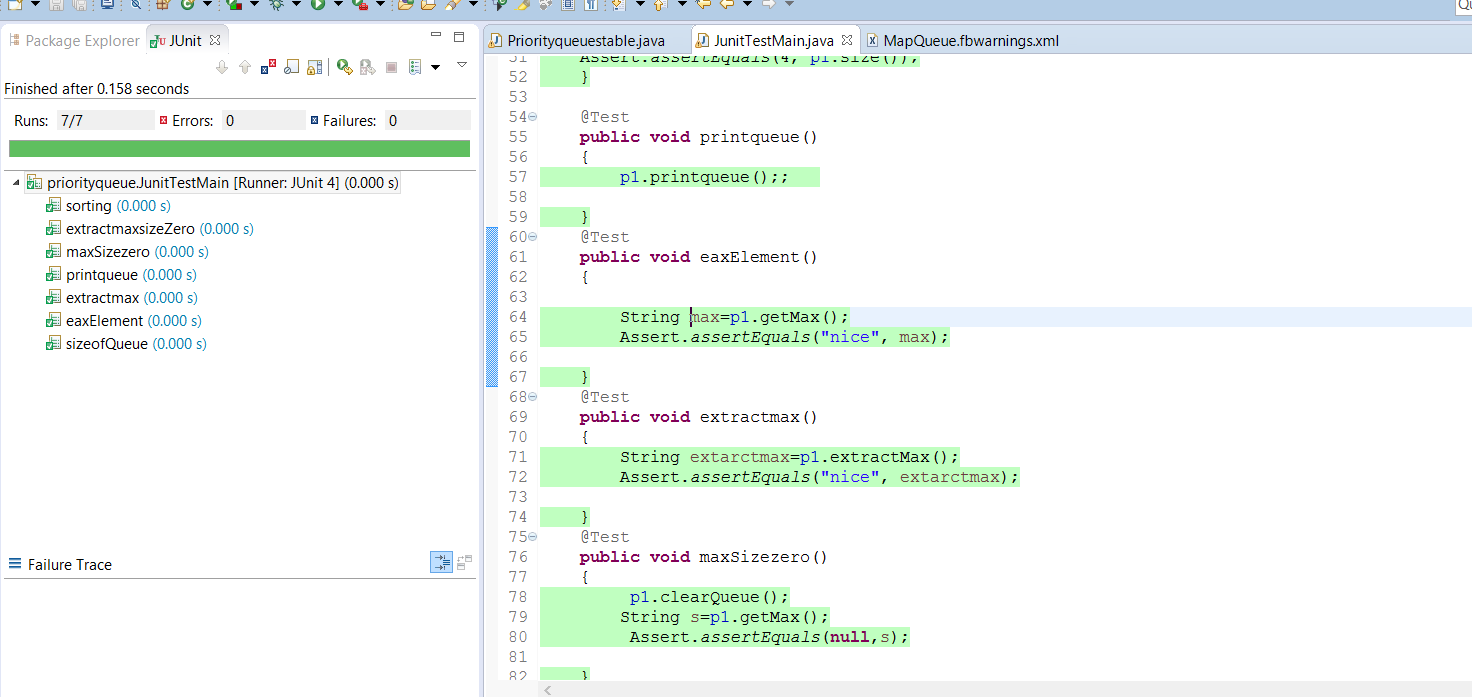 Qu
Package Explorer JUnit
Finished after 0.158 seconds
Runs: 7/7 Errors: 0 Failures: 0
priorityqueue.JunitTestMain [Runner: JUnit 4] (0.000 s)
sorting (0.000 s)
extractmaxsizeZero (0.000 s)
maxSizezero (0.000 s)
printqueue (0.000 s)
extractmax (0.000 s)
eaxElement (0.000 s)
sizeofQueue (0.000 s)
Failure Trace
Priorityqueuestable.java JunitTestMain.java MapQueue.fbwarnings.xml
51 Assert.assertEquals(4, p1.size());
52 }
53
54 @Test
55 public void printqueue()
56 {
57 p1.printqueue();;
58
59 }
60 @Test
61 public void eaxElement()
62 {
63
64 String max=p1.getMax();
65 Assert.assertEquals("nice", max);
66
67 }
68 @Test
69 public void extractmax()
70 {
71 String extarctmax=p1.extractMax();
72 Assert.assertEquals("nice", extarctmax);
73
74 }
75 @Test
76 public void maxSizezero()
77 {
78 p1.clearQueue();
79 String s=p1.getMax();
80 Assert.assertEquals(null,s);
81
82 }